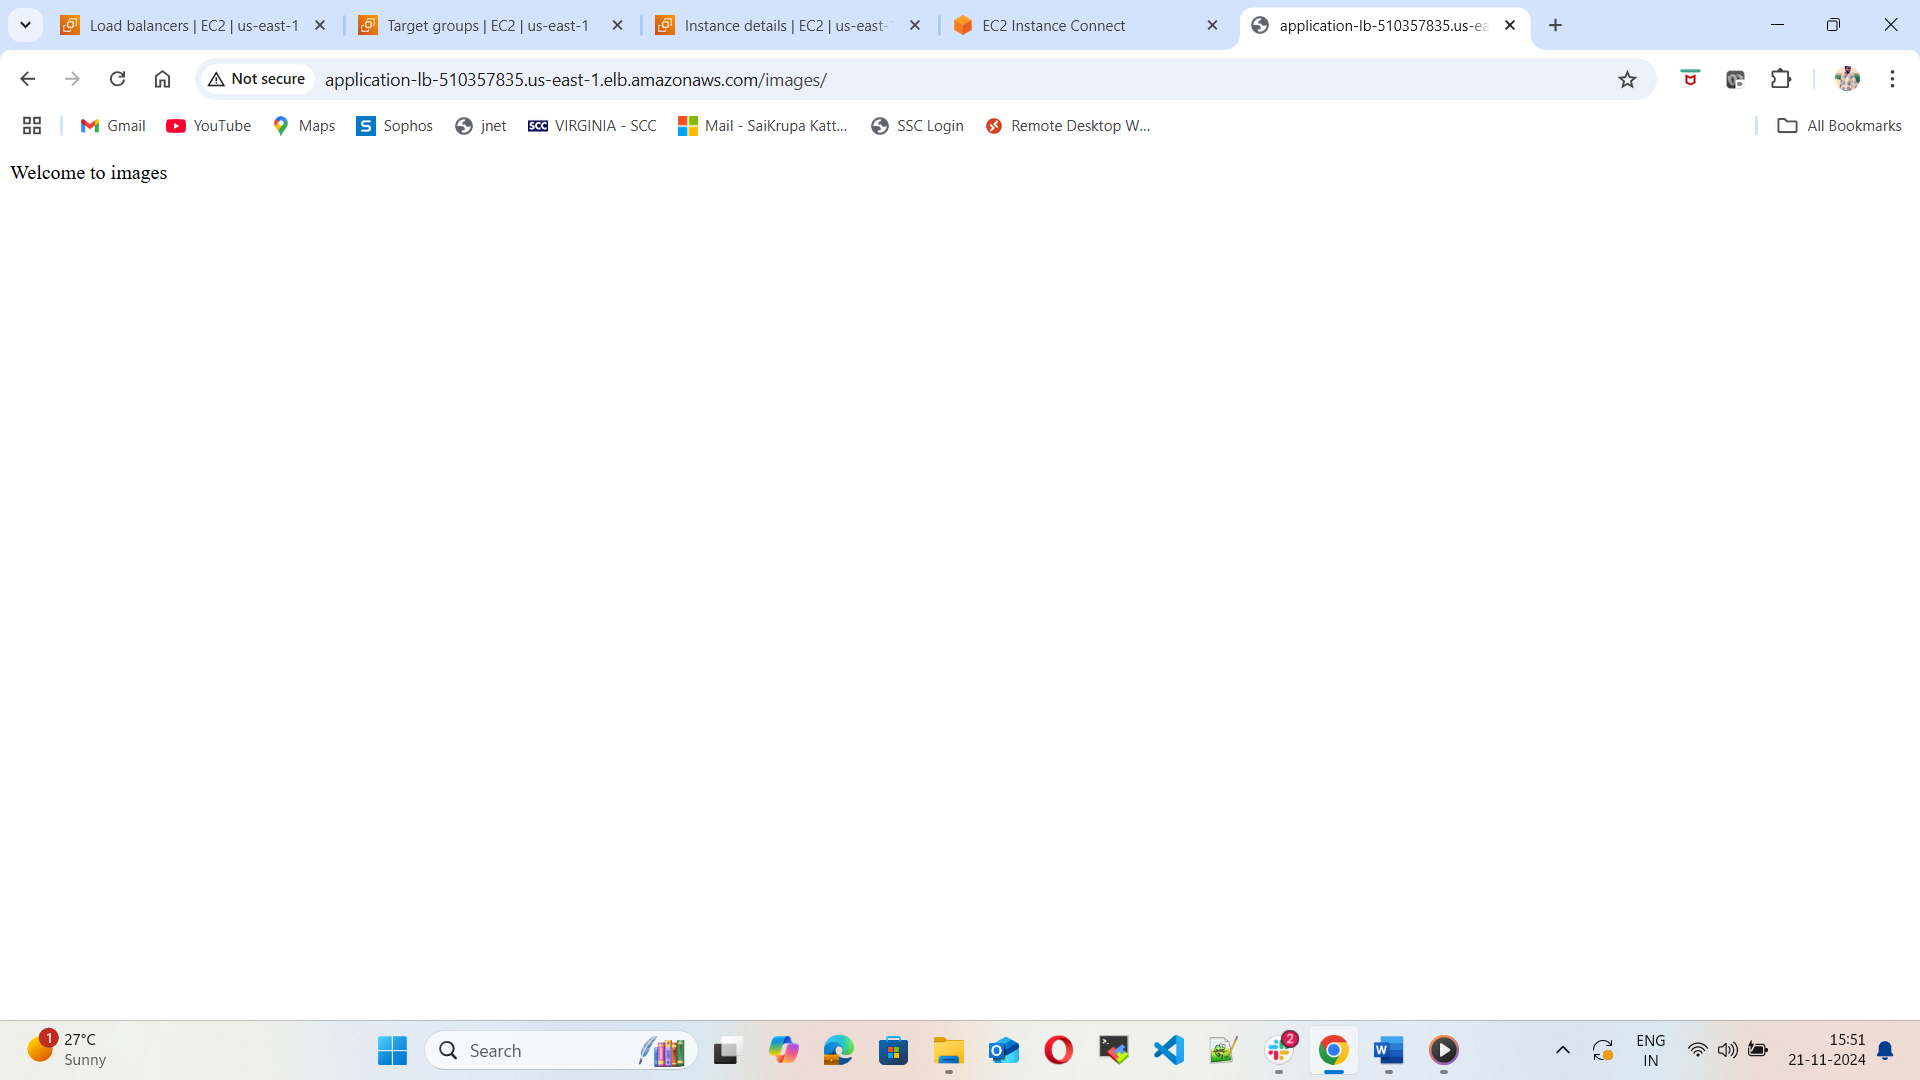 Load balancers | EC2 | us-east-1
Target groups | EC2 | us-east-1
Instance details | EC2 | us-east-
EC2 Instance Connect
application-lb-510357835.us-ea
Not secure
application-lb-510357835.us-east-1.elb.amazonaws.com/images/
Gmail
YouTube
Maps
S Sophos
jnet
SCC VIRGINIA - SCC
Mail - SaiKrupa Katt...
SSC Login
Remote Desktop W...
All Bookmarks
Welcome to images
1
27°C
Sunny
Search
2
W
ENG
IN
15:51
21-11-2024